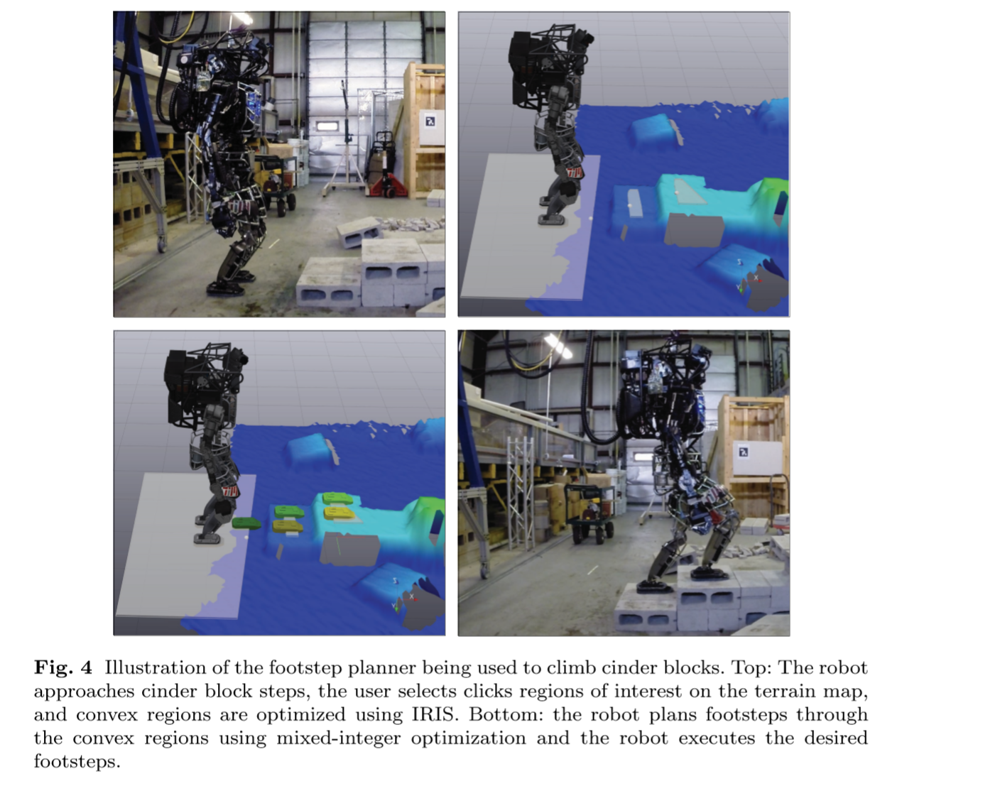 Fig. 4 Illustration of the footstep planner being used to climb cinder blocks. Top: The robot
approaches cinder block steps, the user selects clicks regions of interest on the terrain map,
and convex regions are optimized using IRIS. Bottom: the robot plans footsteps through
the convex regions using mixed-integer optimization and the robot executes the desired
footsteps.